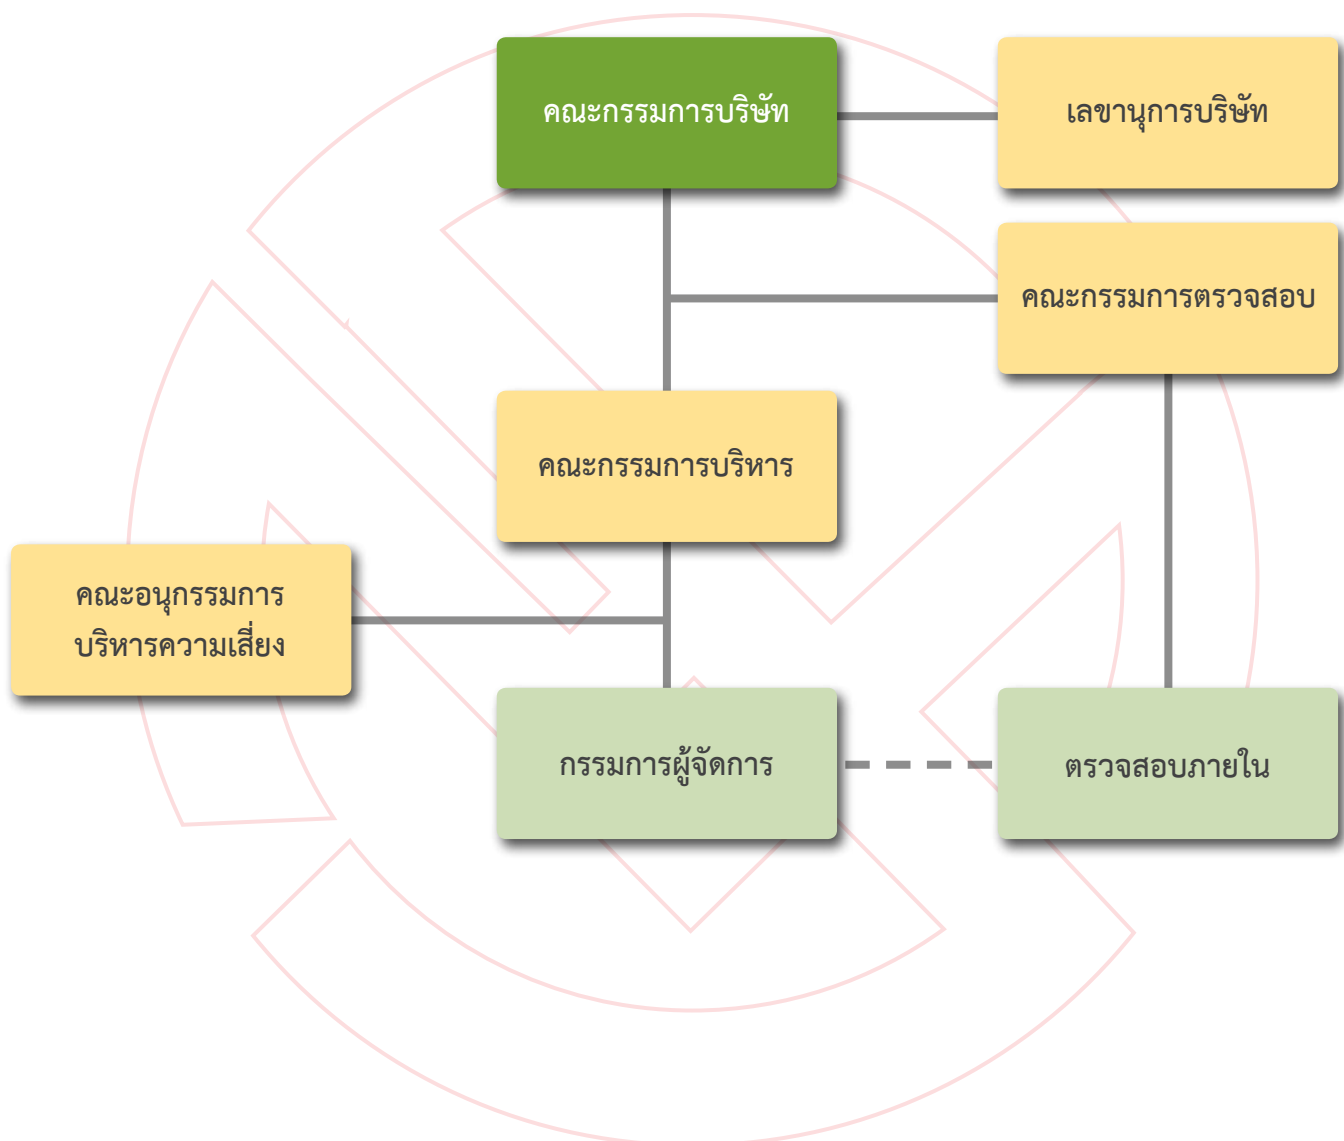 คณะกรรมการบริษัท
เลขานุการบริษัท
คณะกรรมการตรวจสอบ
คณะกรรมการบริหาร
คณะอนุกรรมการ
บริหารความเสี่ยง
กรรมการผู้จัดการ
ตรวจสอบภายใน